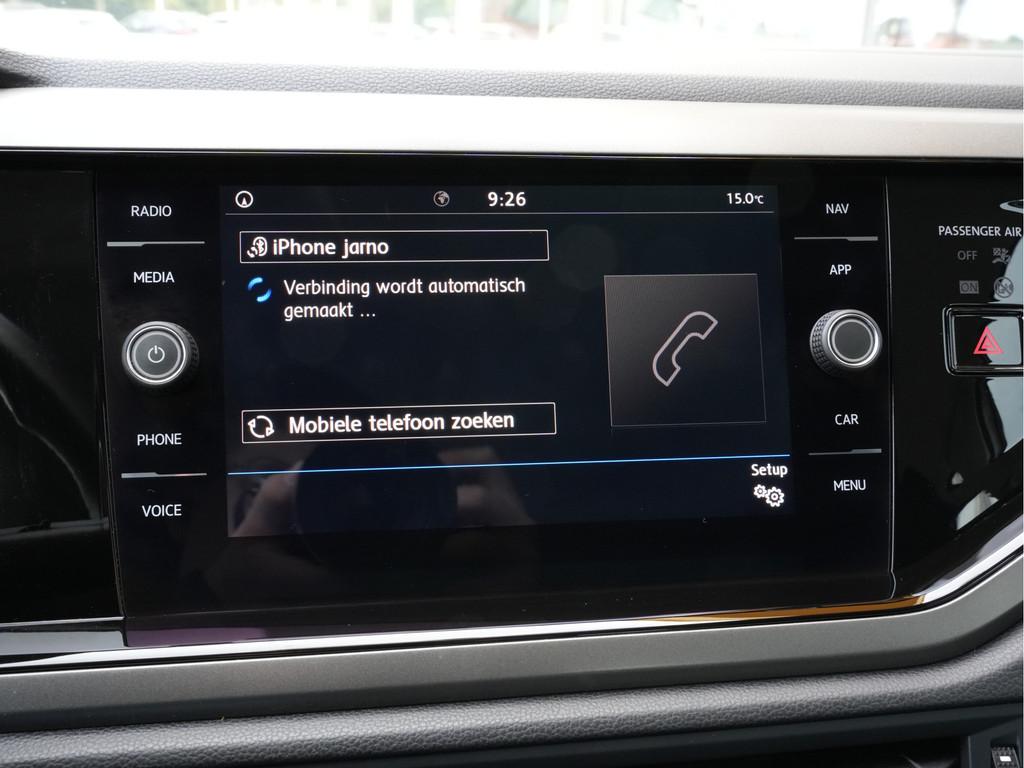 9:26
15.0°C
iPhone jarno
Verbinding wordt automatisch
gemaakt ...
Mobiele telefoon zoeken
Setup
RADIO
MEDIA
PHONE
VOICE
NAV
APP
CAR
MENU
PASSENGER AIR
OFF
ON